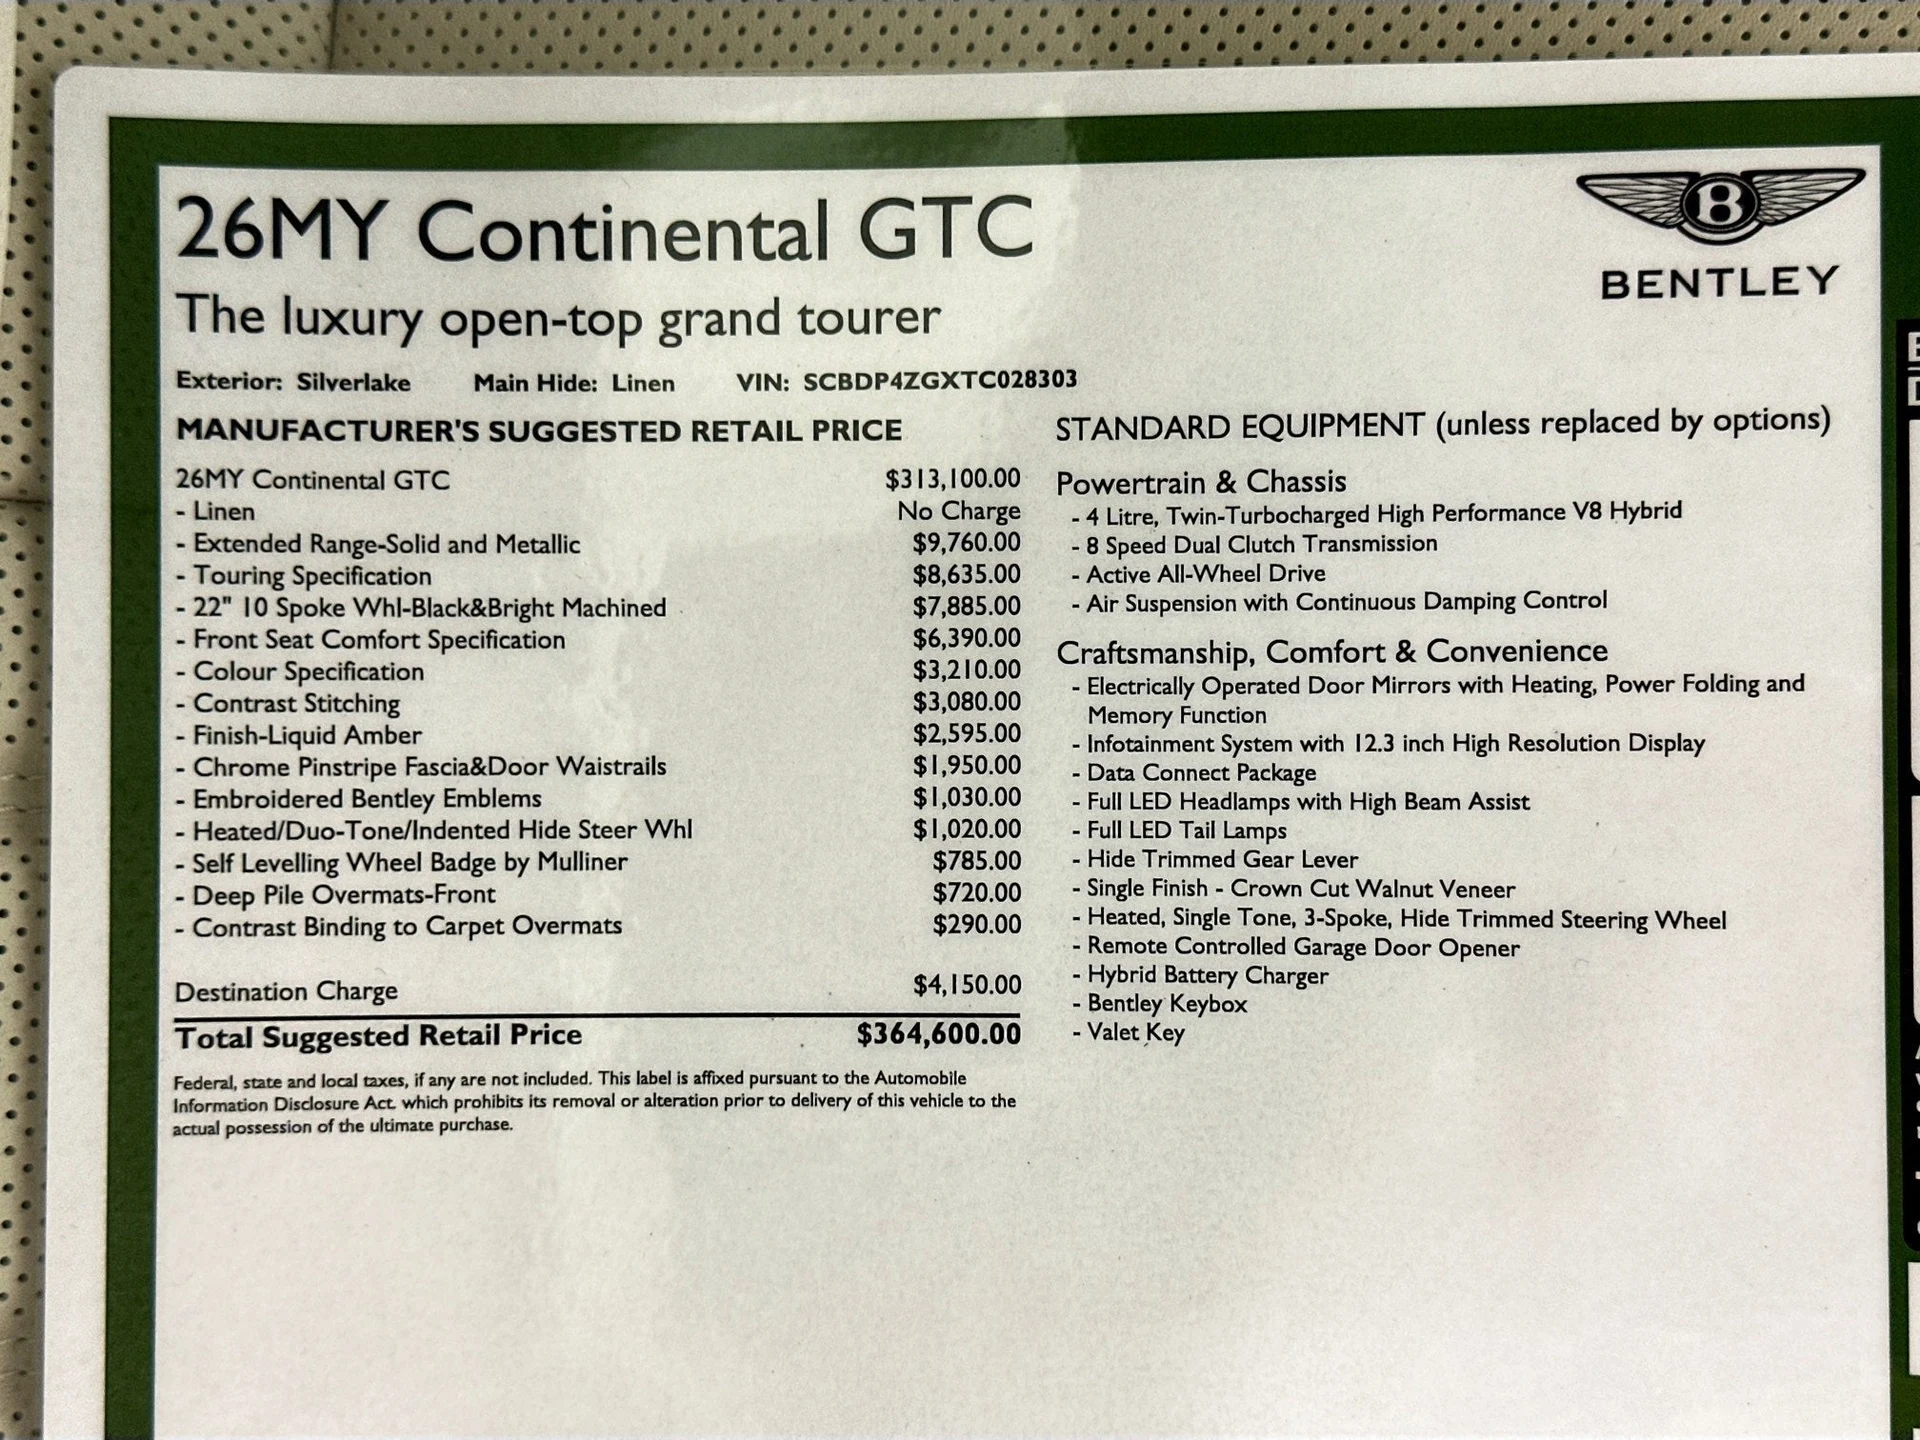 26MY Continental GTC
The luxury open-top grand tourer
BENTLEY
Exterior: Silverlake Main Hide: Linen VIN: SCBDP4ZGXTC028303
MANUFACTURER'S SUGGESTED RETAIL PRICE
26MY Continental GTC $313,100.00
- Linen No Charge
- Extended Range-Solid and Metallic $9,760.00
- Touring Specification $8,635.00
- 22" 10 Spoke Whl-Black&Bright Machined $7,885.00
- Front Seat Comfort Specification $6,390.00
- Colour Specification $3,210.00
- Contrast Stitching $3,080.00
- Finish-Liquid Amber $2,595.00
- Chrome Pinstripe Fascia&Door Waistrails $1,950.00
- Embroidered Bentley Emblems $1,030.00
- Heated/Duo-Tone/Indented Hide Steer Whl $1,020.00
- Self Levelling Wheel Badge by Mulliner $785.00
- Deep Pile Overmats-Front $720.00
- Contrast Binding to Carpet Overmats $290.00
Destination Charge $4,150.00
Total Suggested Retail Price $364,600.00
Federal, state and local taxes, if any are not included. This label is affixed pursuant to the Automobile
Information Disclosure Act. which prohibits its removal or alteration prior to delivery of this vehicle to the
actual possession of the ultimate purchase.
STANDARD EQUIPMENT (unless replaced by options)
Powertrain & Chassis
- 4 Litre, Twin-Turbocharged High Performance V8 Hybrid
- 8 Speed Dual Clutch Transmission
- Active All-Wheel Drive
- Air Suspension with Continuous Damping Control
Craftsmanship, Comfort & Convenience
- Electrically Operated Door Mirrors with Heating, Power Folding and
Memory Function
- Infotainment System with 12.3 inch High Resolution Display
- Data Connect Package
- Full LED Headlamps with High Beam Assist
- Full LED Tail Lamps
- Hide Trimmed Gear Lever
- Single Finish - Crown Cut Walnut Veneer
- Heated, Single Tone, 3-Spoke, Hide Trimmed Steering Wheel
- Remote Controlled Garage Door Opener
- Hybrid Battery Charger
- Bentley Keybox
- Valet Key